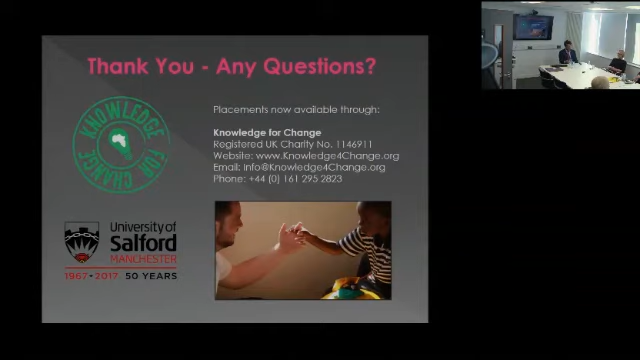 Thank You - Any Questions?
KNOWLEDGE FOR CHANGE
Placements now available through:
Knowledge for Change
Registered UK Charity No. 1146911
Website: www.Knowledge4Change.org
Email: Info@Knowledge4Change.org
Phone: +44 (0) 161 295 2823
University of
Salford
MANCHESTER
1967-2017 50 YEARS